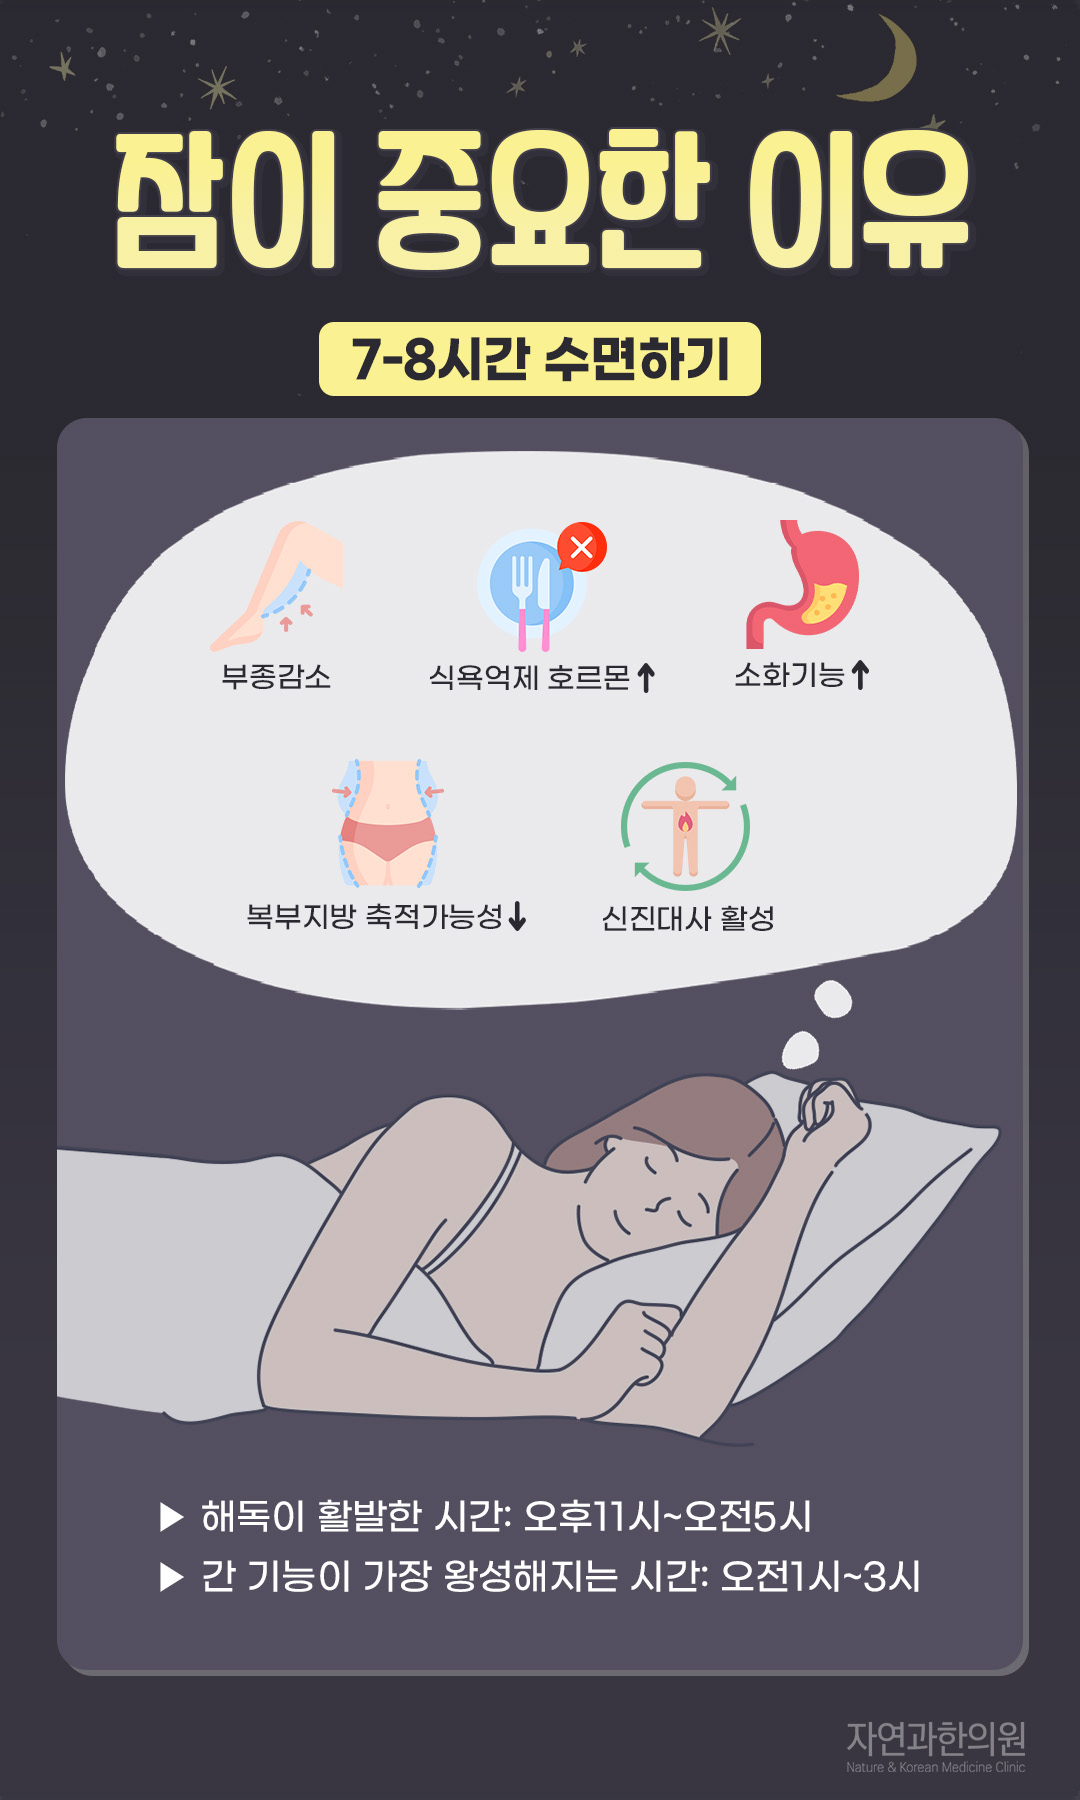 잠이 중요한 이유
7-8시간 수면하기
부종감소
식욕억제 호르몬↑
소화기능↑
복부지방 축적가능성↓
신진대사 활성
▶ 해독이 활발한 시간: 오후11시~오전5시
▶ 간 기능이 가장 왕성해지는 시간: 오전1시~3시
자연과한의원
Nature & Korean Medicine Clinic